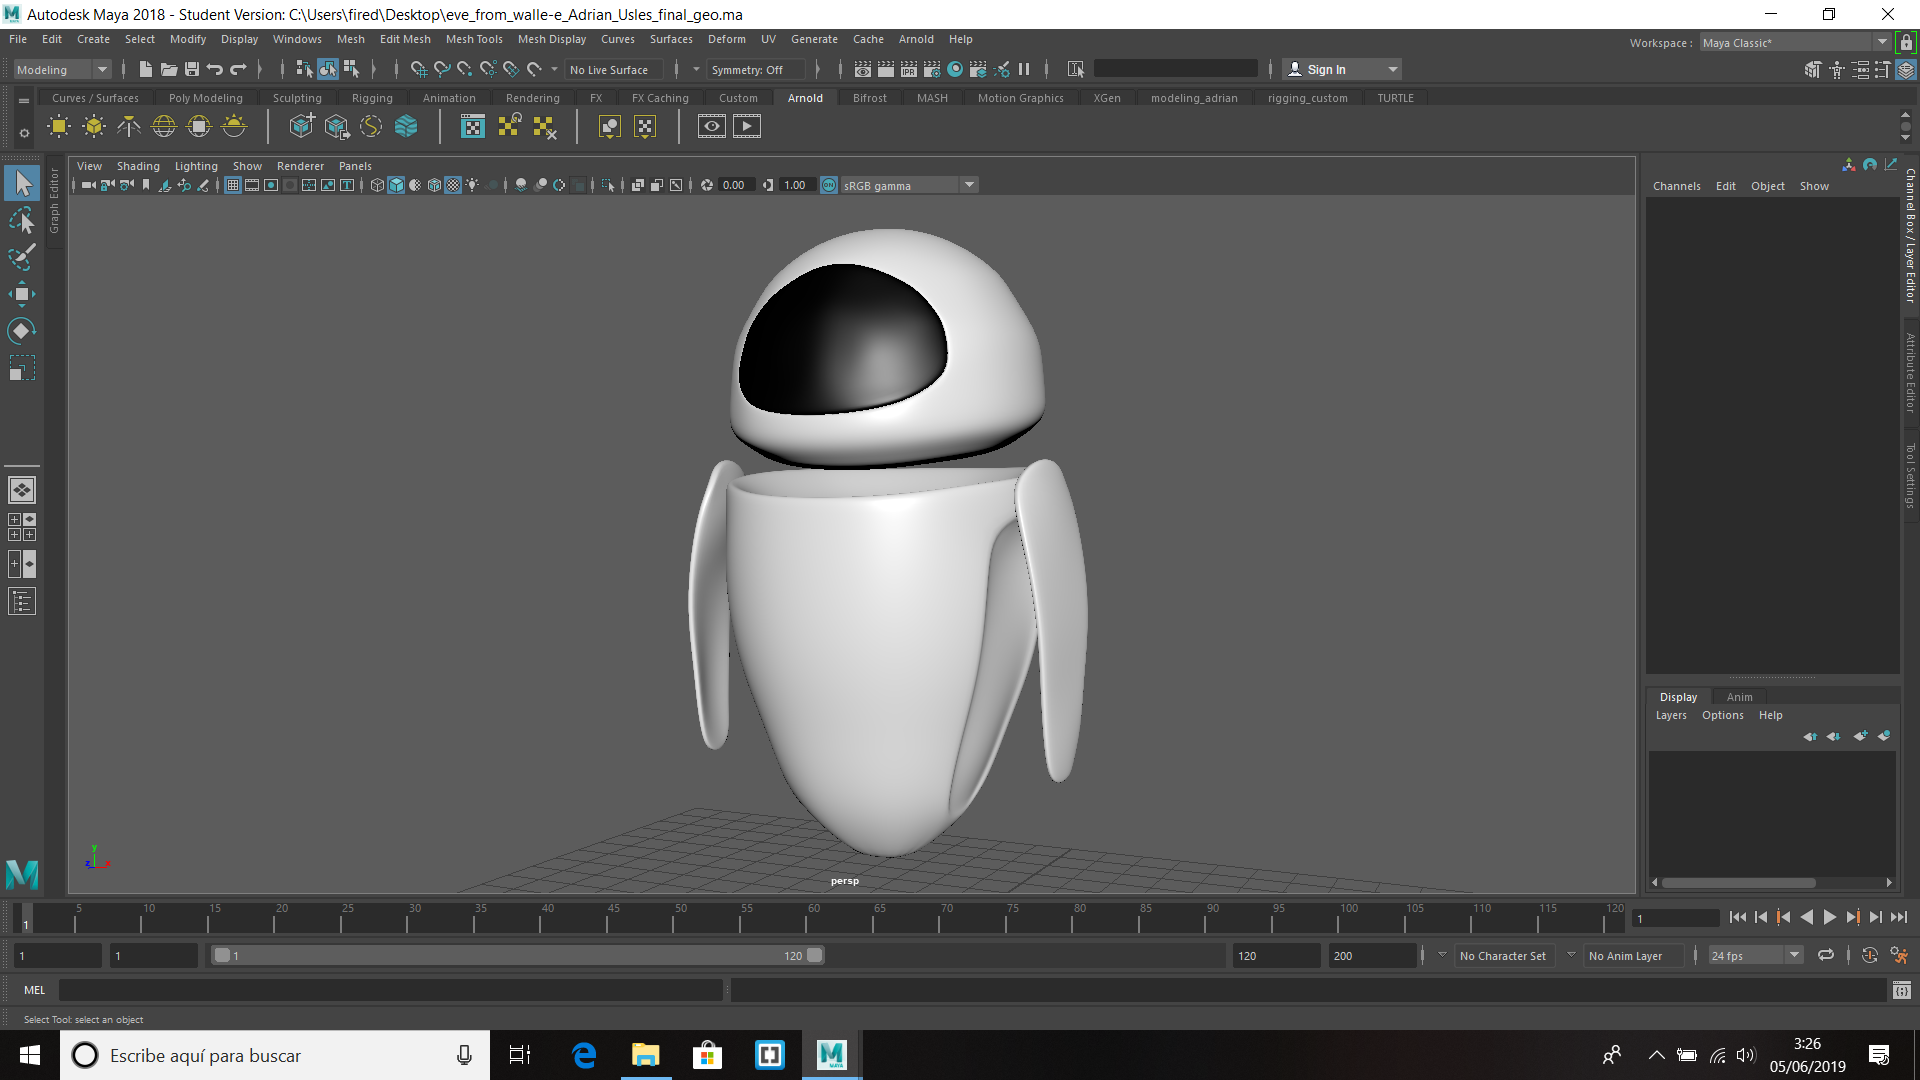 Autodesk Maya 2018 - Student Version: C:\Users\fired\Desktop\eve_from_walle-e_Adrian_Usles_final_geo.ma
File Edit Create Select Modify Display Windows Mesh Edit Mesh Mesh Tools Mesh Display Curves Surfaces Deform UV Generate Cache Arnold Help
Workspace : Maya Classic*
Modeling No Live Surface Symmetry: Off IPR Sign In
Curves / Surfaces Poly Modeling Sculpting Rigging Animation Rendering FX FX Caching Custom Arnold Bifrost MASH Motion Graphics XGen modeling_adrian rigging_custom TURTLE
View Shading Lighting Show Renderer Panels
0.00 1.00 ON sRGB gamma
Channels Edit Object Show
Graph Editor
Channel Box / Layer Editor
Attribute Editor
Tool Settings
Display Anim
Layers Options Help
y
z x
persp
5 10 15 20 25 30 35 40 45 50 55 60 65 70 75 80 85 90 95 100 105 110 115 120
1 1
1 1 1 120 120 200 No Character Set No Anim Layer 24 fps
MEL
Select Tool: select an object
Escribe aquí para buscar
MAYA
3:26
05/06/2019